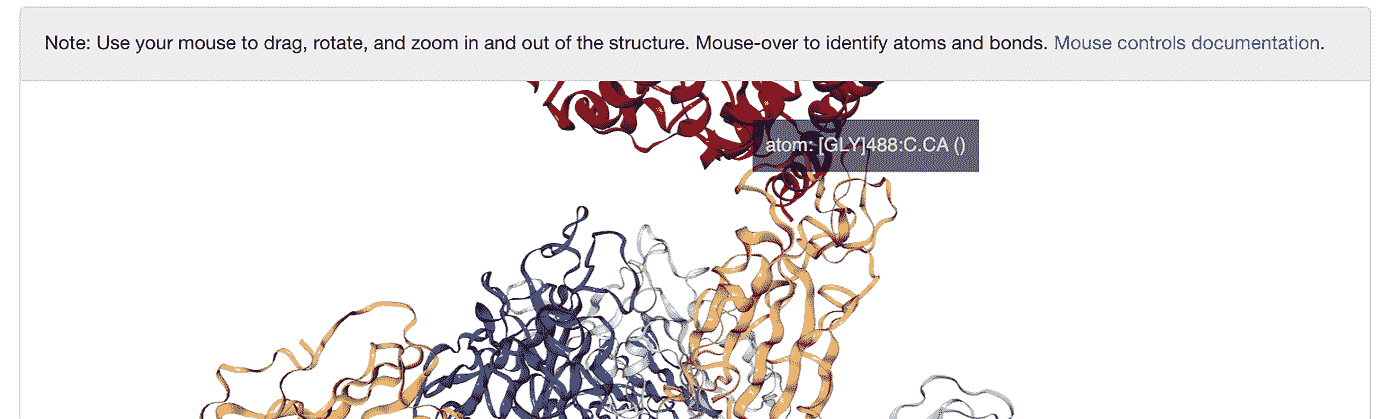 Note: Use your mouse to drag, rotate, and zoom in and out of the structure. Mouse-over to identify atoms and bonds. Mouse controls documentation.
atom: [GLY]488:C.CA ()